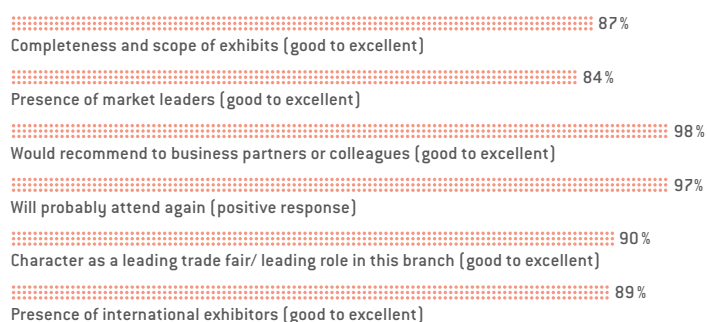 87%
Completeness and scope of exhibits (good to excellent)
84%
Presence of market leaders (good to excellent)
98%
Would recommend to business partners or colleagues (good to excellent)
97%
Will probably attend again (positive response)
90%
Character as a leading trade fair/ leading role in this branch (good to excellent)
89%
Presence of international exhibitors (good to excellent)